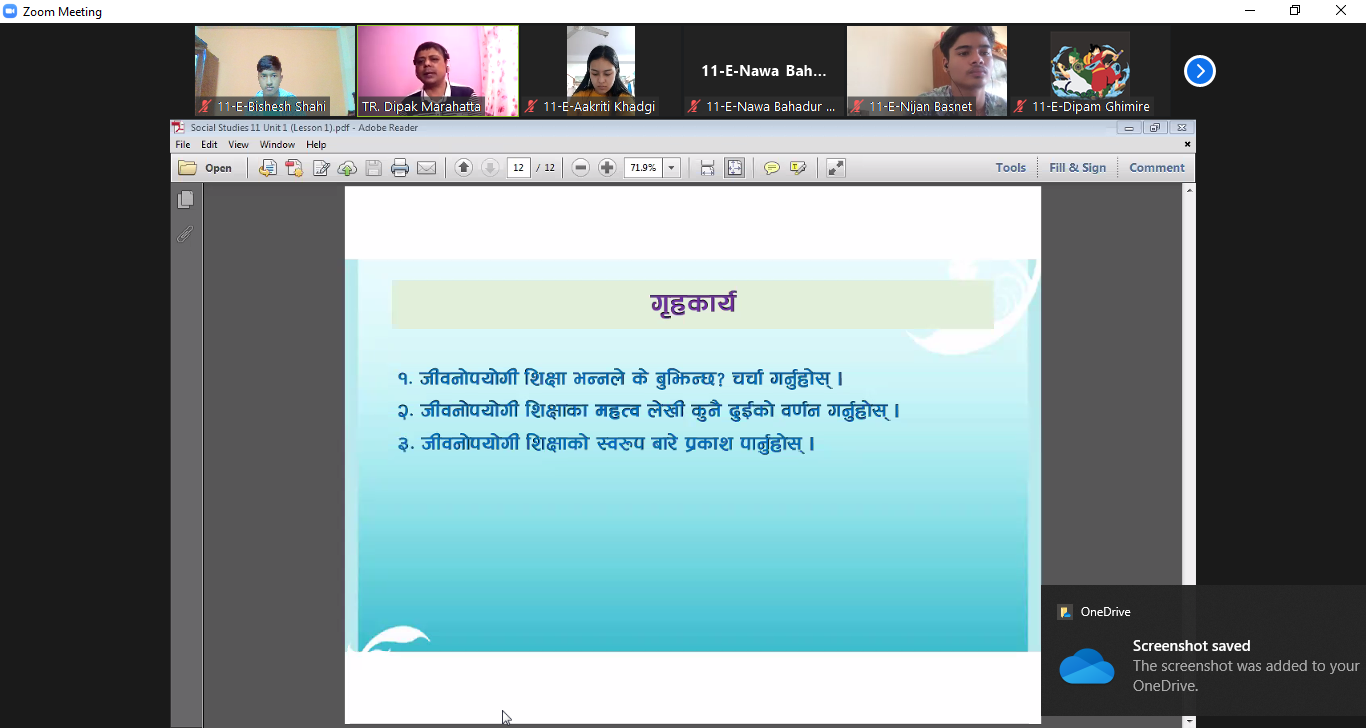 Zoom Meeting
11-E-Nawa Bah...
11-E-Bishesh Shahi
TR. Dipak Marahatta
11-E-Aakriti Khadgi
11-E-Nawa Bahadur ...
11-E-Nijan Basnet
11-E-Dipam Ghimire
Social Studies 11 Unit 1 (Lesson 1).pdf - Adobe Reader
File Edit View Window Help
Open 12 / 12 71.9% Tools Fill & Sign Comment
गृहकार्य
१. जीवनोपयोगी शिक्षा भन्नले के बुझिन्छ? चर्चा गर्नुहोस् ।
२. जीवनोपयोगी शिक्षाका महत्व लेखी कुनै दुईको वर्णन गर्नुहोस् ।
३. जीवनोपयोगी शिक्षाको स्वरुप बारे प्रकाश पार्नुहोस् ।
OneDrive
Screenshot saved
The screenshot was added to your
OneDrive.